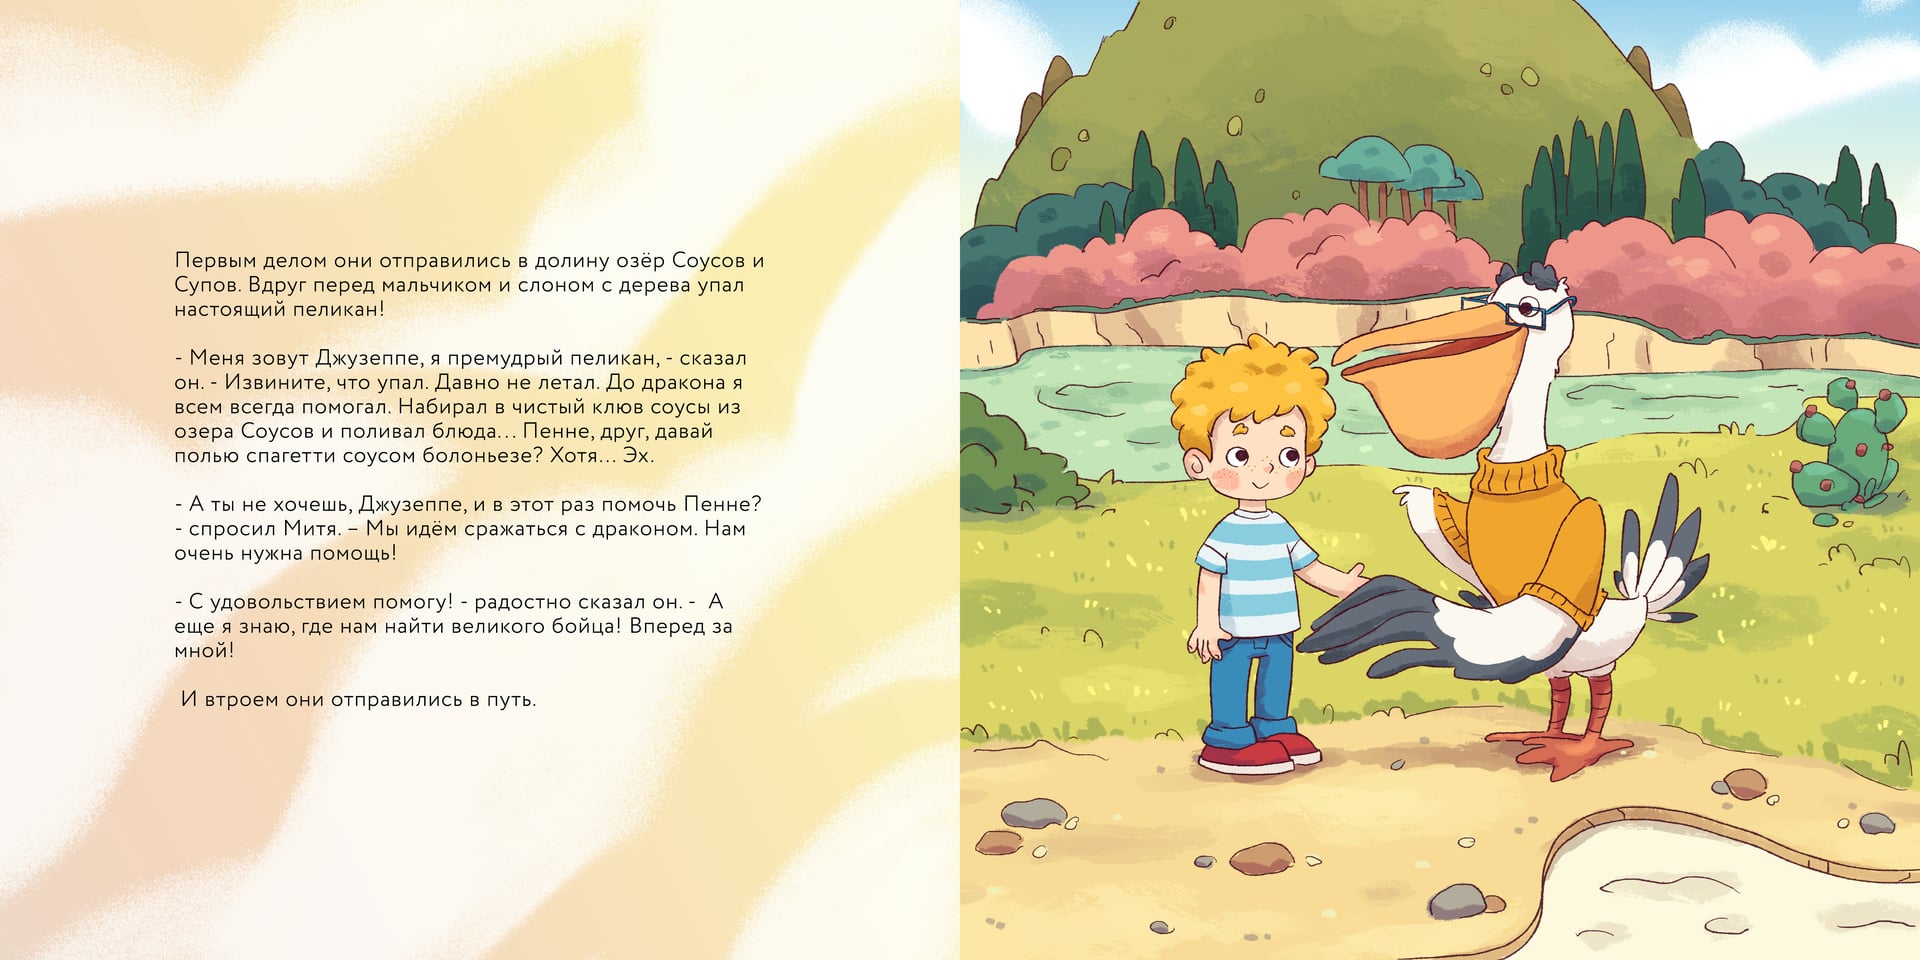 Первым делом они отправились в долину озёр Соусов и
Супов. Вдруг перед мальчиком и слоном с дерева упал
настоящий пеликан!
- Меня зовут Джузеппе, я премудрый пеликан, - сказал
он. - Извините, что упал. Давно не летал. До дракона я
всем всегда помогал. Набирал в чистый клюв соусы из
озера Соусов и поливал блюда... Пенне, друг, давай
полью спагетти соусом болоньезе? Хотя... Эх.
- А ты не хочешь, Джузеппе, и в этот раз помочь Пенне?
- спросил Митя. – Мы идём сражаться с драконом. Нам
очень нужна помощь!
- С удовольствием помогу! - радостно сказал он. -  А
еще я знаю, где нам найти великого бойца! Вперед за
мной!
И втроем они отправились в путь.